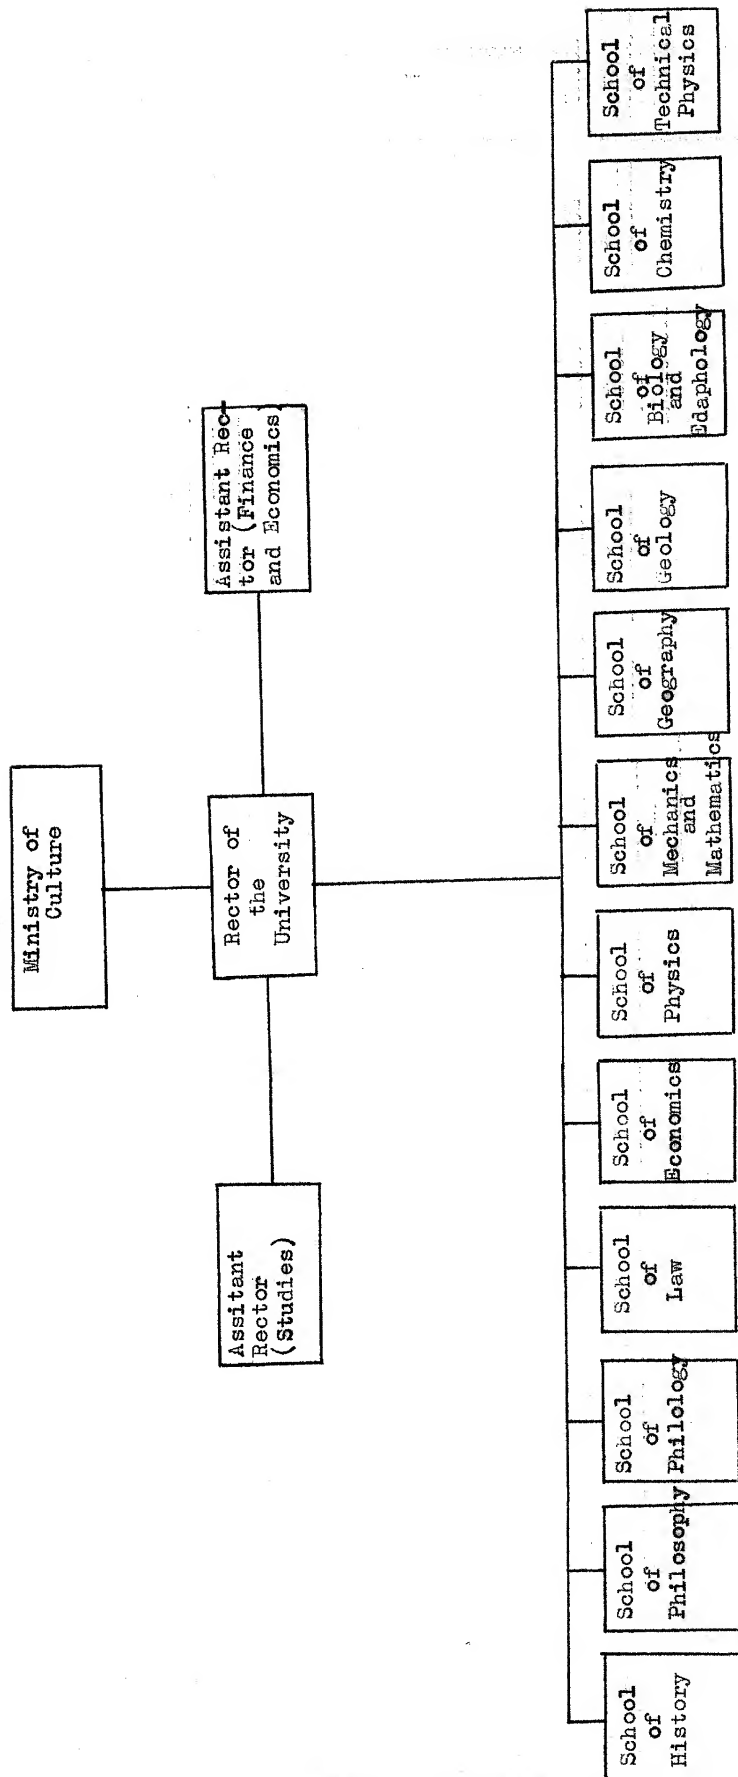 Ministry of
Culture
Assitant
Rector
(Studies)
Rector of
the
University
Assistant Rec-
tor (Finance
and Economics)
School
of
History
School
of
Philosophy
School
of
Philology
School
of
Law
School
of
Economics
School
of
Physics
School
of
Mechanics
and
Mathematics
School
of
Geography
School
of
Geology
School
of
Biology
and
Edaphology
School
of
Chemistry
School
of
Technical
Physics